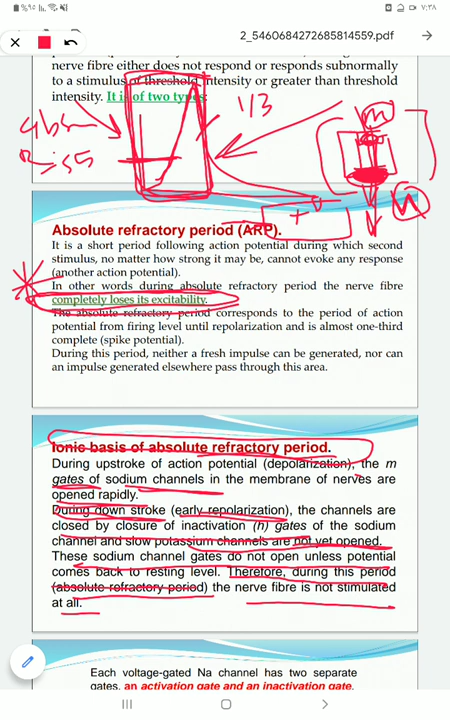 %٩٥
٧:٣٨
2_5460684272685814559.pdf
nerve fibre either does not respond or responds subnormally
to a stimulus of threshold intensity or greater than threshold
intensity. It is of two types:
1/3
m
+
Absolute refractory period (ARP).
It is a short period following action potential during which second
stimulus, no matter how strong it may be, cannot evoke any response
(another action potential).
In other words during absolute refractory period the nerve fibre
completely loses its excitability.
The absolute refractory period corresponds to the period of action
potential from firing level until repolarization and is almost one-third
complete (spike potential).
During this period, neither a fresh impulse can be generated, nor can
an impulse generated elsewhere pass through this area.
Ionic basis of absolute refractory period.
During upstroke of action potential (depolarization), the m
gates of sodium channels in the membrane of nerves are
opened rapidly.
During down stroke (early repolarization), the channels are
closed by closure of inactivation (h) gates of the sodium
channel and slow potassium channels are not yet opened.
These sodium channel gates do not open unless potential
comes back to resting level. Therefore, during this period
(absolute refractory period) the nerve fibre is not stimulated
at all.
Each voltage-gated Na channel has two separate
gates, an activation gate and an inactivation gate.